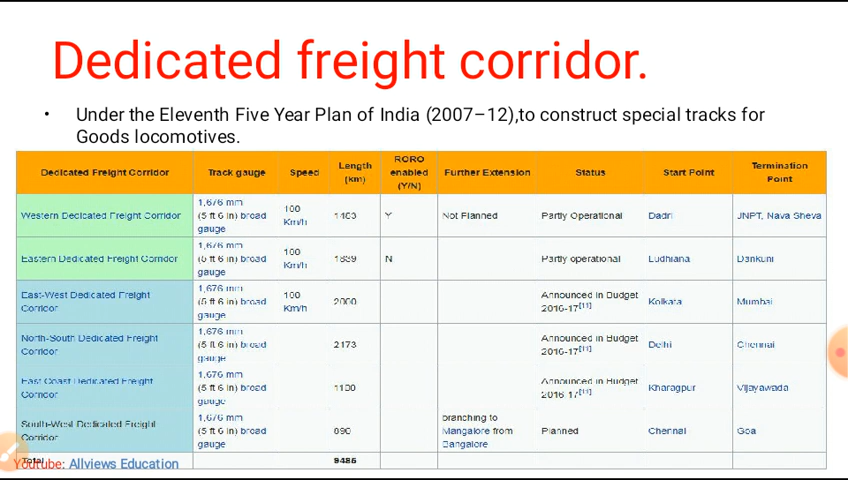 Dedicated freight corridor.
• Under the Eleventh Five Year Plan of India (2007–12),to construct special tracks for
Goods locomotives.
Dedicated Freight Corridor Track gauge Speed Length (km) RORO enabled (Y/N) Further Extension Status Start Point Termination Point
Western Dedicated Freight Corridor 1,676 mm (5 ft 6 in) broad gauge 100 Km/h Y Not Planned Partly Operational Dadri JNPT, Nava Sheva
Eastern Dedicated Freight Corridor 1,676 mm (5 ft 6 in) broad gauge 100 Km/h N Partly operational Ludhiana Dankuni
East-West Dedicated Freight Corridor 1,676 mm (5 ft 6 in) broad gauge 100 Km/h 2000 Announced in Budget 2016-17[11] Kolkata Mumbai
North-South Dedicated Freight Corridor 1,676 mm (5 ft 6 in) broad gauge 2173 Announced in Budget 2016-17[11] Delhi Chennai
East Coast Dedicated Freight Corridor 1,676 mm (5 ft 6 in) broad gauge 1100 Announced in Budget 2016-17[11] Kharagpur Vijayawada
South-West Dedicated Freight Corridor 1,676 mm (5 ft 6 in) broad gauge branching to Mangalore from Bangalore Planned Chennai Goa
Total
Youtube: Allviews Education